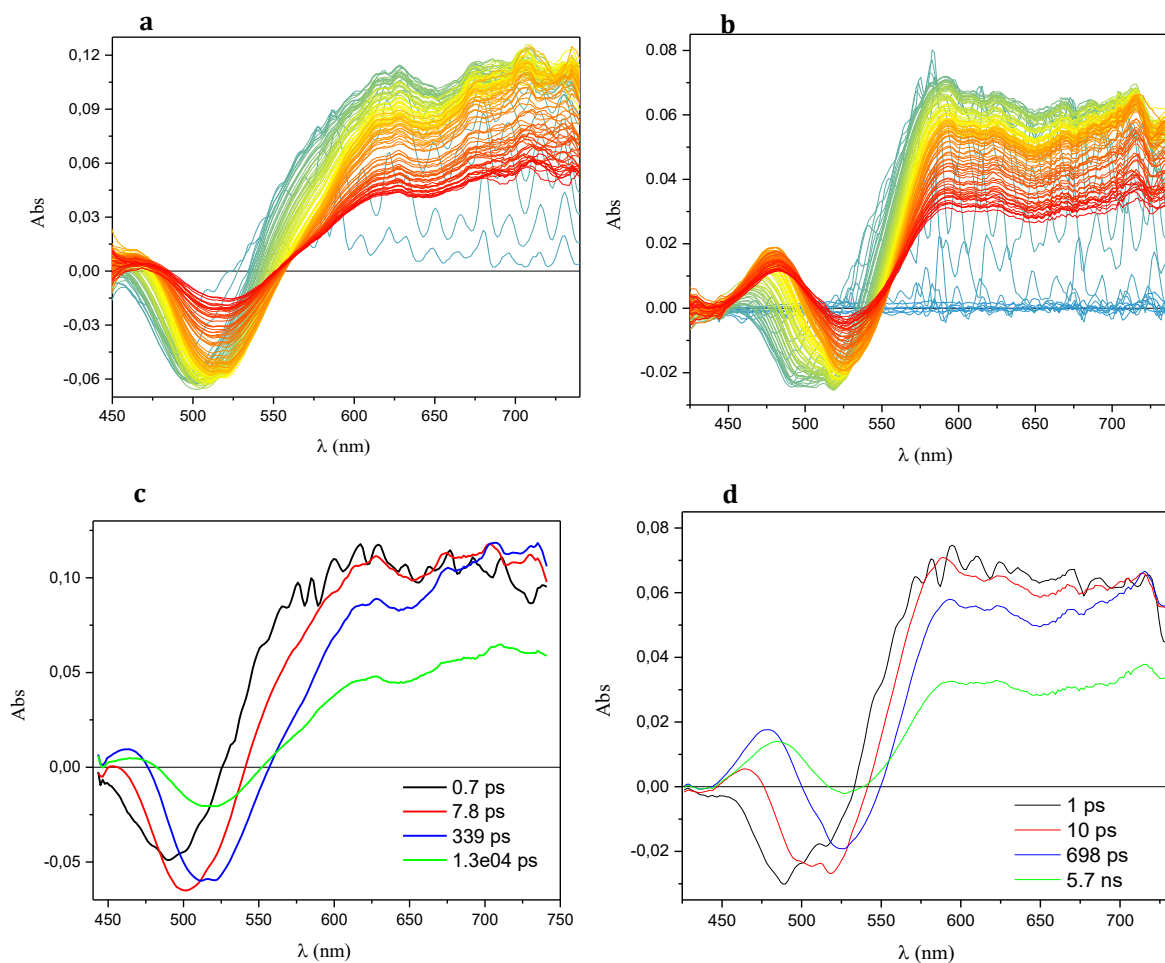 a
0,12
0,09
0,06
0,03
0,00
-0,03
-0,06
Abs
450 500 550 600 650 700
λ (nm)
b
0.08
0.06
0.04
0.02
0.00
-0.02
Abs
450 500 550 600 650 700
λ (nm)
c
0,10
0,05
0,00
-0,05
Abs
0.7 ps
7.8 ps
339 ps
1.3e04 ps
450 500 550 600 650 700 750
λ (nm)
d
0,08
0,06
0,04
0,02
0,00
-0,02
Abs
1 ps
10 ps
698 ps
5.7 ns
450 500 550 600 650 700
λ (nm)